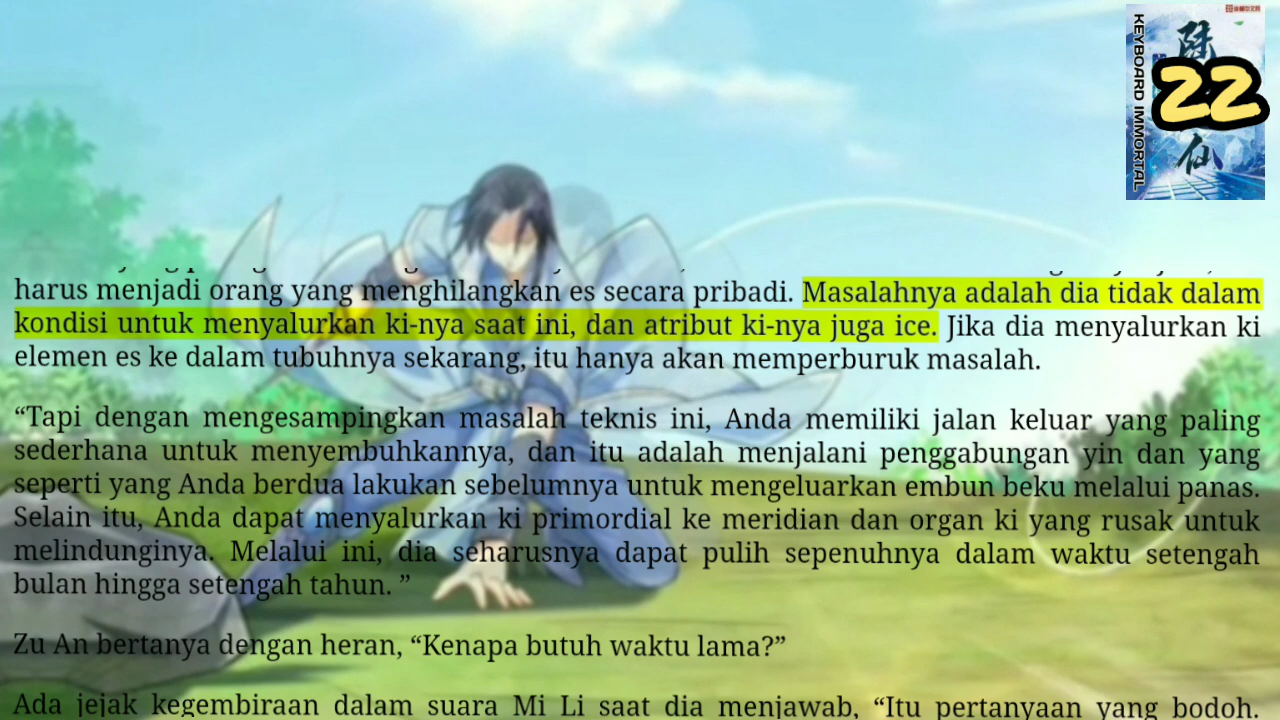 陸
22
仙
KEYBOARD IMMORTAL
harus menjadi orang yang menghilangkan es secara pribadi. Masalahnya adalah dia tidak dalam
kondisi untuk menyalurkan ki-nya saat ini, dan atribut ki-nya juga ice. Jika dia menyalurkan ki
elemen es ke dalam tubuhnya sekarang, itu hanya akan memperburuk masalah.
“Tapi dengan mengesampingkan masalah teknis ini, Anda memiliki jalan keluar yang paling
sederhana untuk menyembuhkannya, dan itu adalah menjalani penggabungan yin dan yang
seperti yang Anda berdua lakukan sebelumnya untuk mengeluarkan embun beku melalui panas.
Selain itu, Anda dapat menyalurkan ki primordial ke meridian dan organ ki yang rusak untuk
melindunginya. Melalui ini, dia seharusnya dapat pulih sepenuhnya dalam waktu setengah
bulan hingga setengah tahun. ”
Zu An bertanya dengan heran, “Kenapa butuh waktu lama?”
Ada jejak kegembiraan dalam suara Mi Li saat dia menjawab, “Itu pertanyaan yang bodoh.